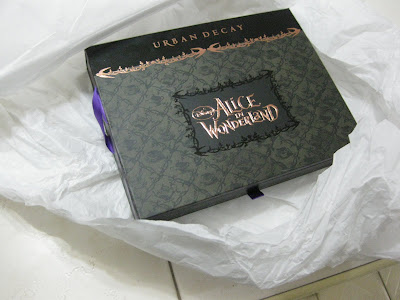 URBAN DECAY
Disney
ALICE
IN
WONDERLAND